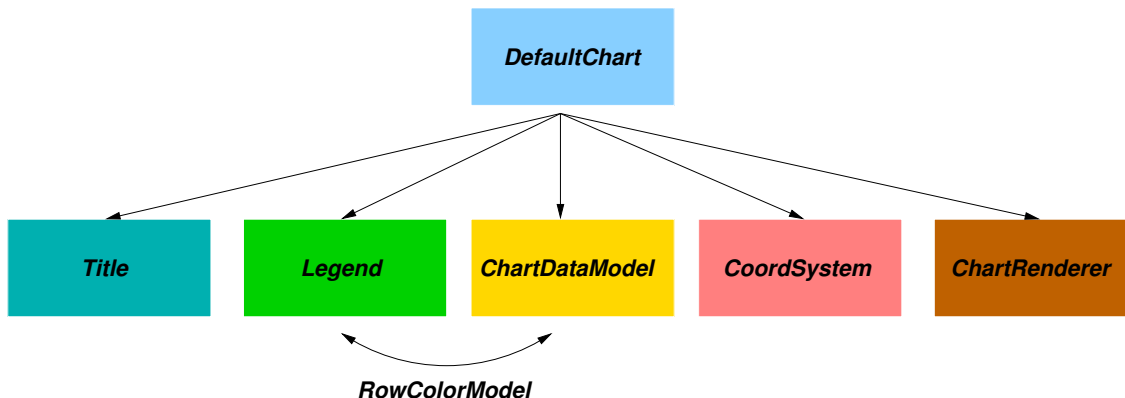 DefaultChart
Title
Legend
ChartDataModel
CoordSystem
ChartRenderer
RowColorModel